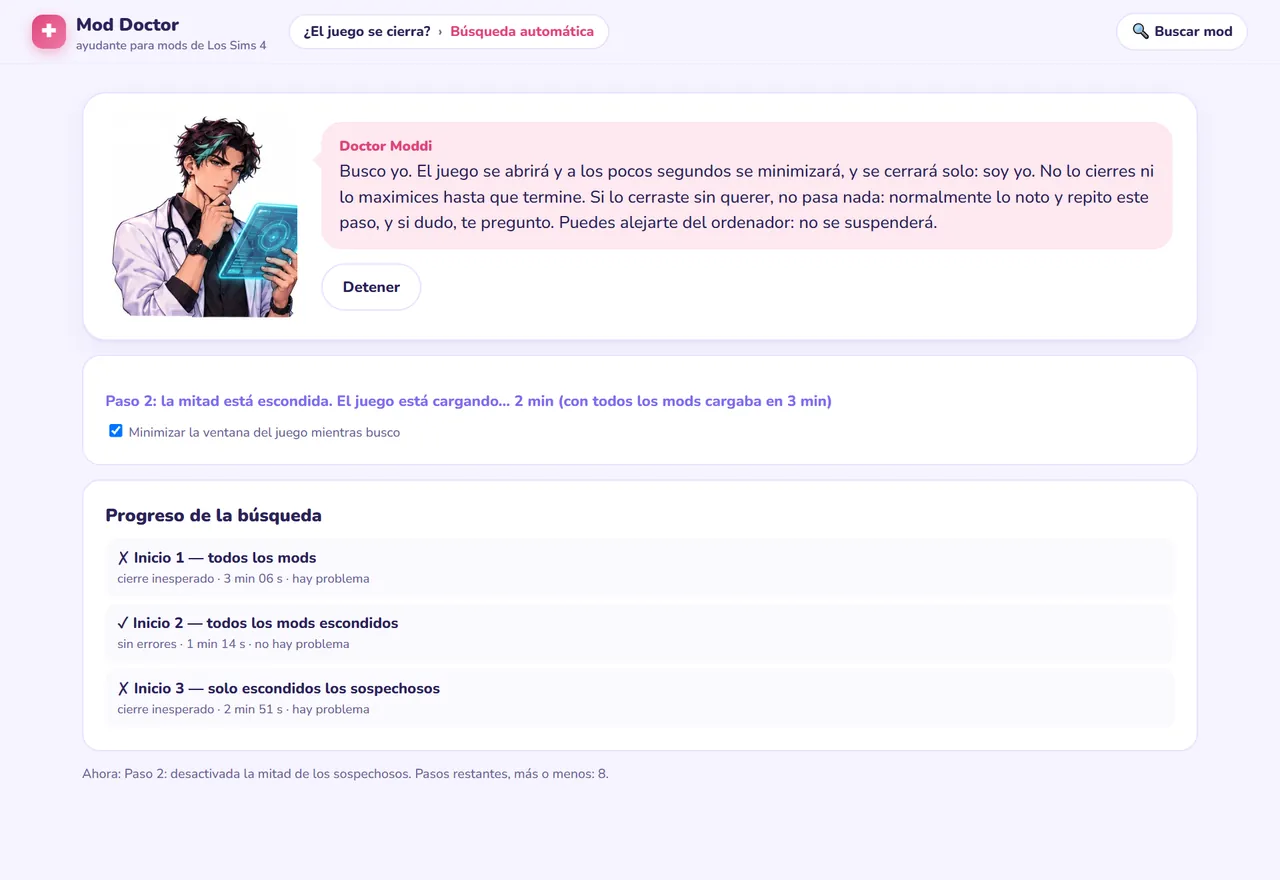 Mod Doctor
ayudante para mods de Los Sims 4
¿El juego se cierra? › Búsqueda automática
🔍 Buscar mod
Doctor Moddi
Busco yo. El juego se abrirá y a los pocos segundos se minimizará, y se cerrará solo: soy yo. No lo cierres ni
lo maximices hasta que termine. Si lo cerraste sin querer, no pasa nada: normalmente lo noto y repito este
paso, y si dudo, te pregunto. Puedes alejarte del ordenador: no se suspenderá.
Detener
Paso 2: la mitad está escondida. El juego está cargando... 2 min (con todos los mods cargaba en 3 min)
Minimizar la ventana del juego mientras busco
Progreso de la búsqueda
✗ Inicio 1 — todos los mods
cierre inesperado · 3 min 06 s · hay problema
✓ Inicio 2 — todos los mods escondidos
sin errores · 1 min 14 s · no hay problema
✗ Inicio 3 — solo escondidos los sospechosos
cierre inesperado · 2 min 51 s · hay problema
Ahora: Paso 2: desactivada la mitad de los sospechosos. Pasos restantes, más o menos: 8.